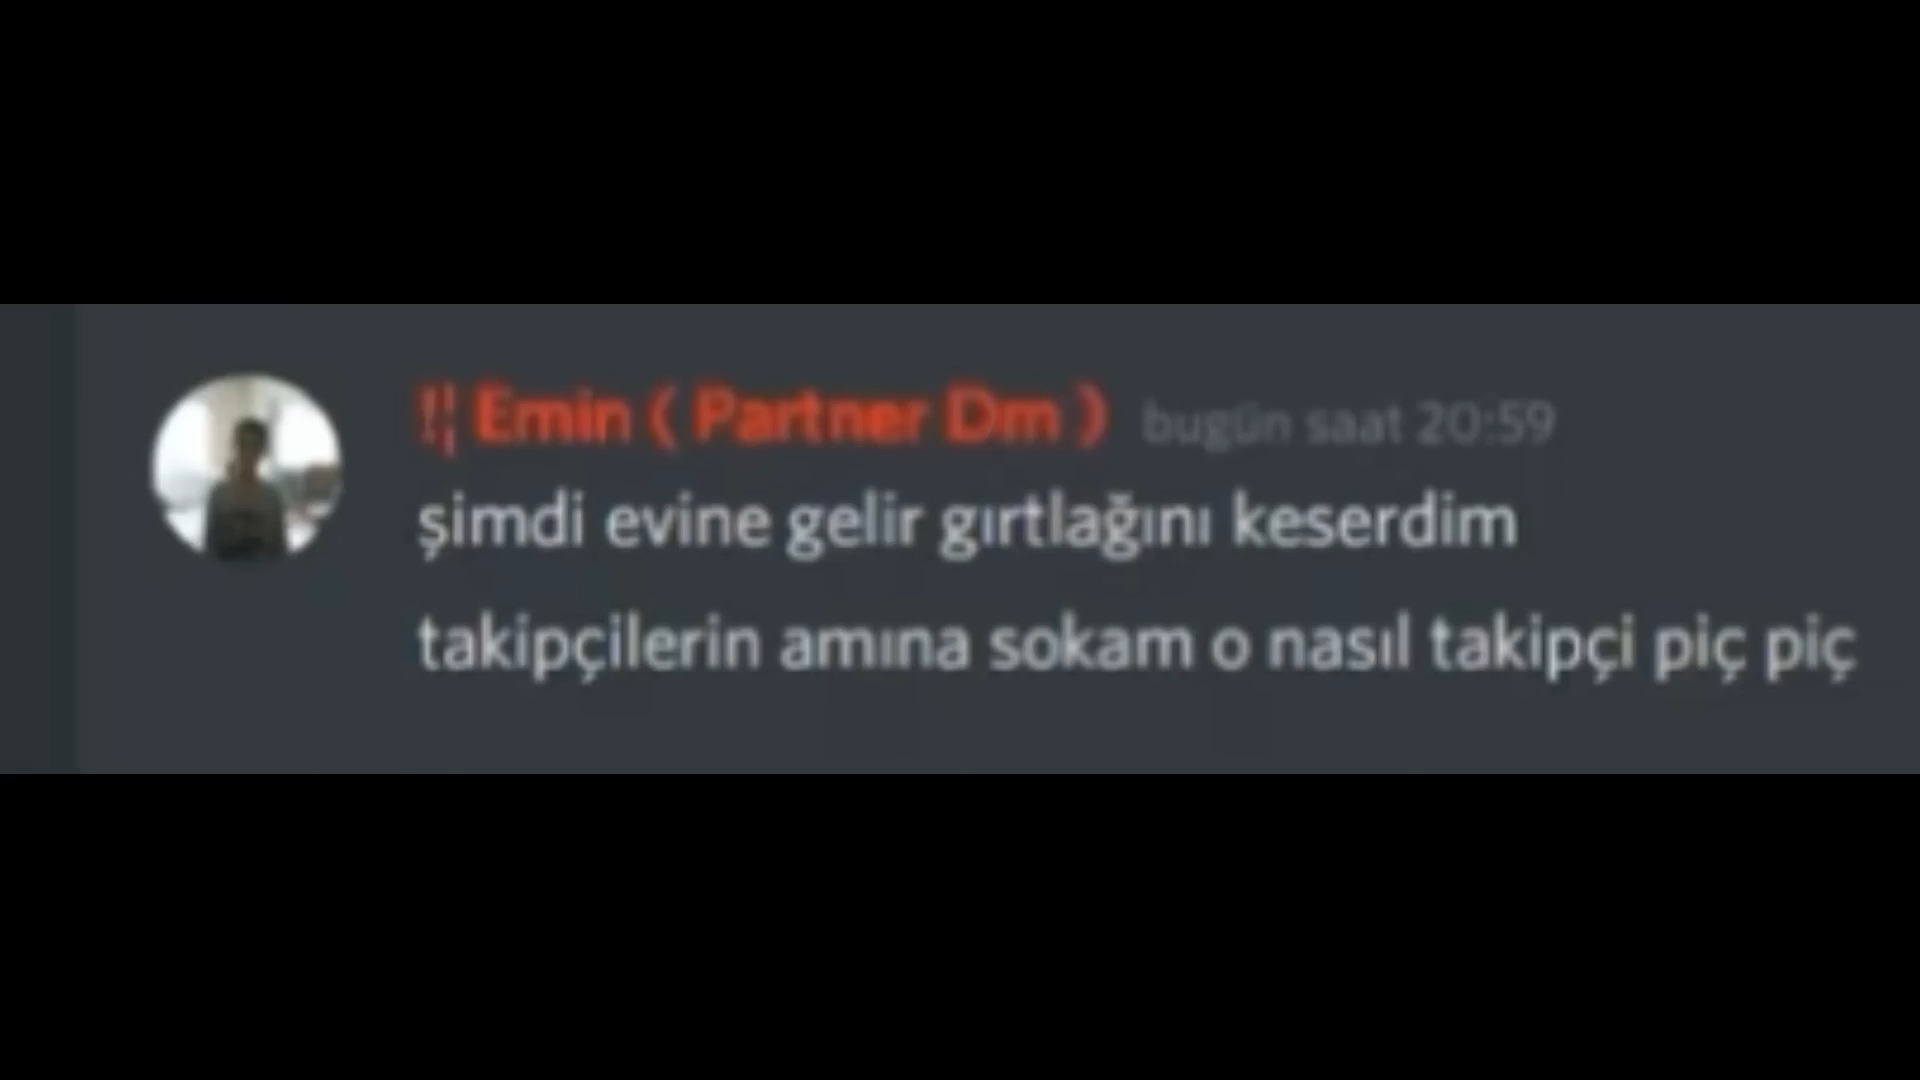 !¦ Emin ( Partner Dm ) bugün saat 20:59
şimdi evine gelir gırtlağını keserdim
takipçilerin amına sokam o nasıl takipçi piç piç